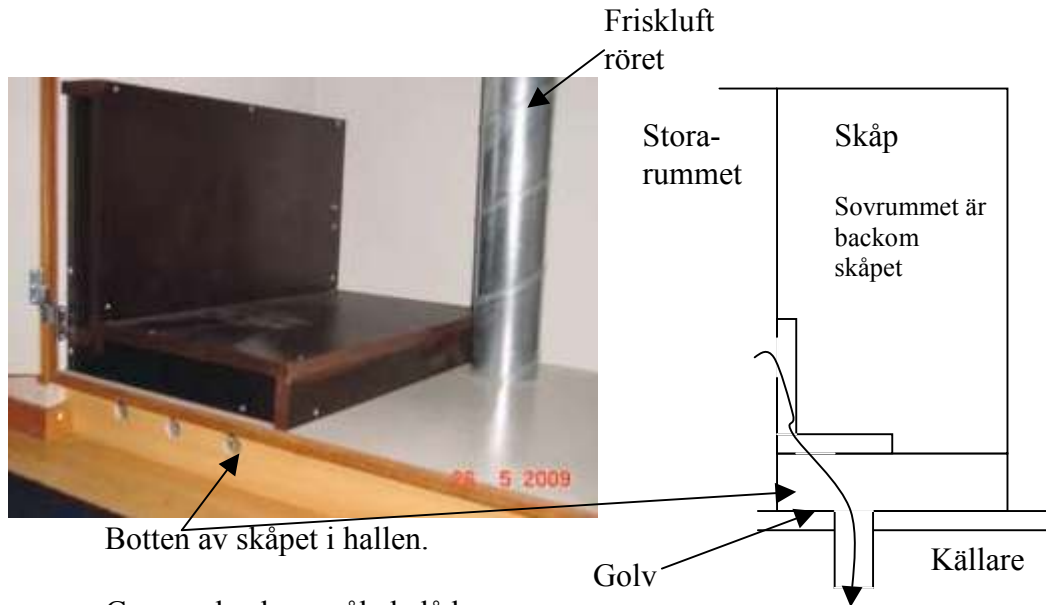 Friskluft
röret
Stora-
rummet
Skåp
Sovrummet är
backom
skåpet
26 5 2009
Botten av skåpet i hallen.
Golv
Källare